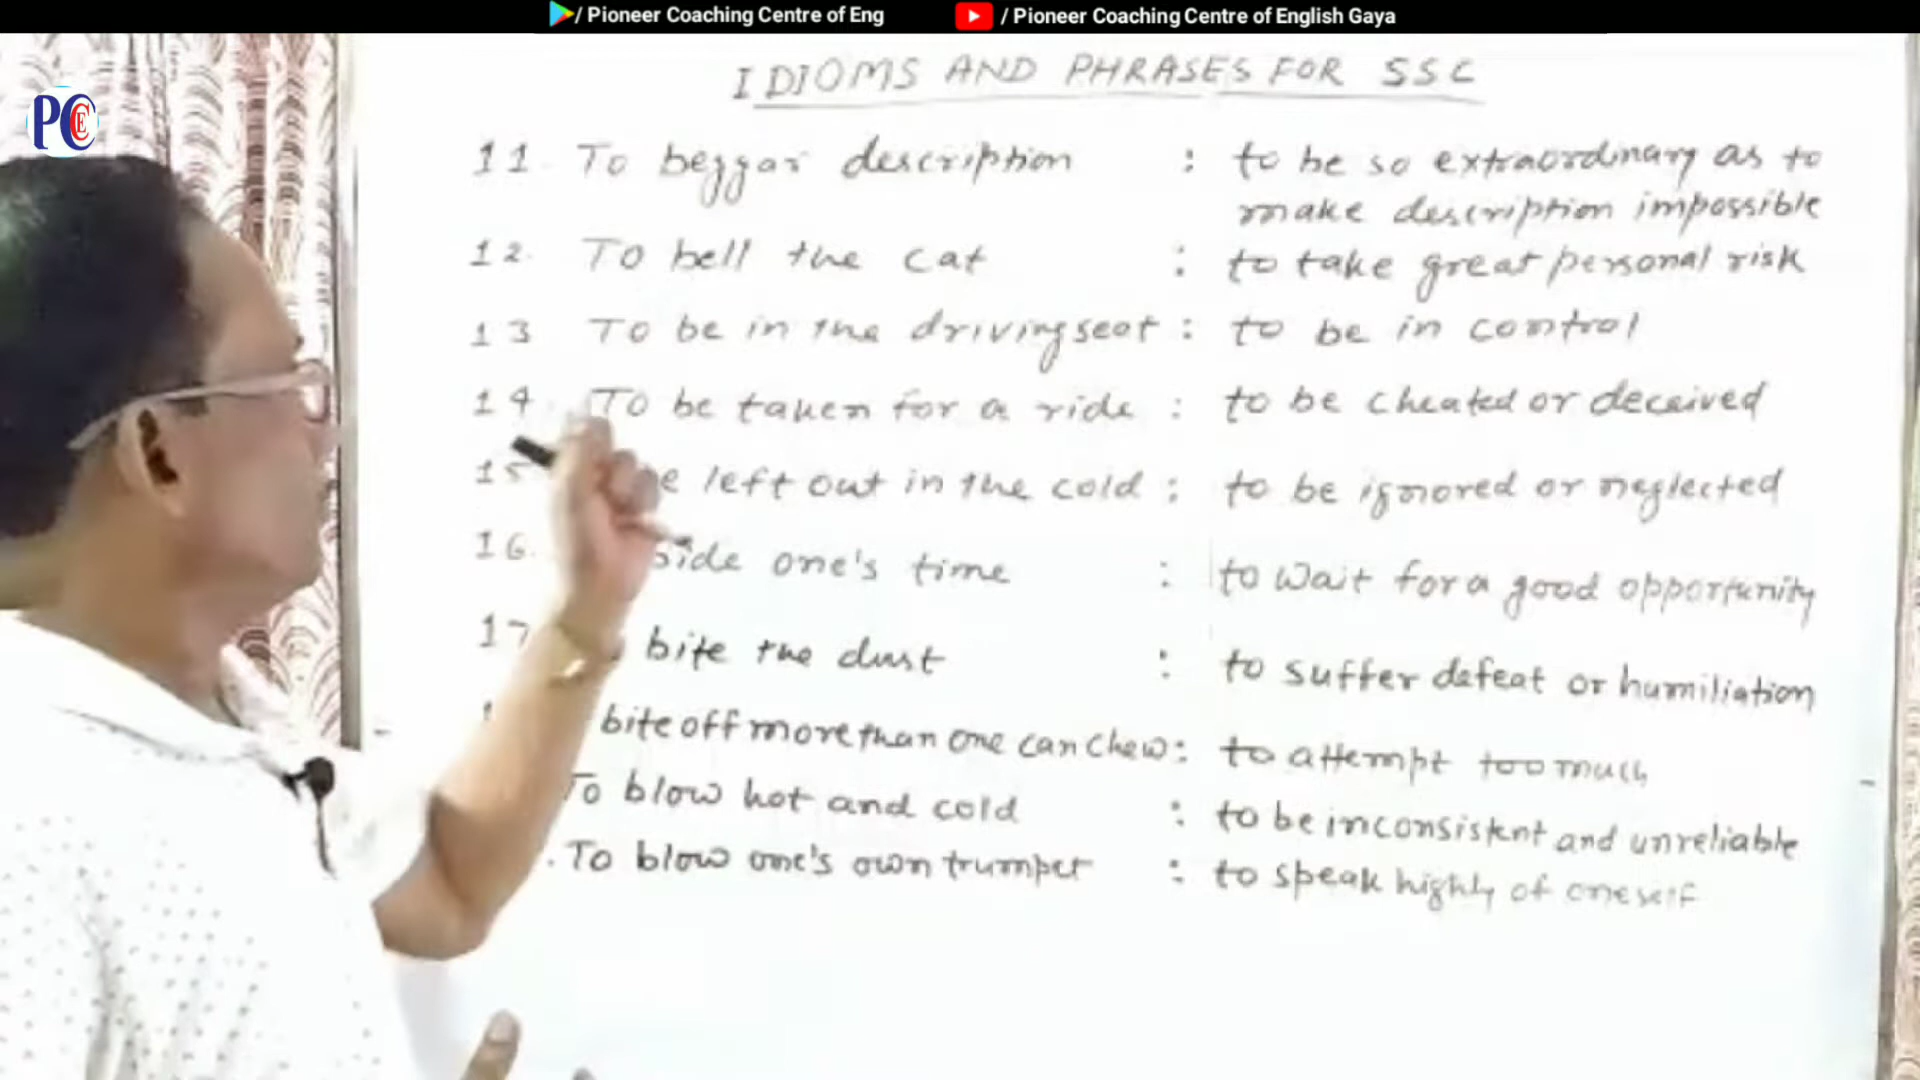 / Pioneer Coaching Centre of Eng
/ Pioneer Coaching Centre of English Gaya
PCEC
IDIOMS AND PHRASES FOR SSC
11. To beggar description : to be so extraordinary as to
make description impossible
12. To bell the cat : to take great personal risk
13 To be in the driving seat : to be in control
14. To be taken for a ride : to be cheated or deceived
15 left out in the cold : to be ignored or neglected
16. bide one's time : to wait for a good opportunity
17 bite the dust : to suffer defeat or humiliation
bite off more than one can chew : to attempt too much
To blow hot and cold : to be inconsistent and unreliable
. To blow one's own trumpet : to speak highly of oneself